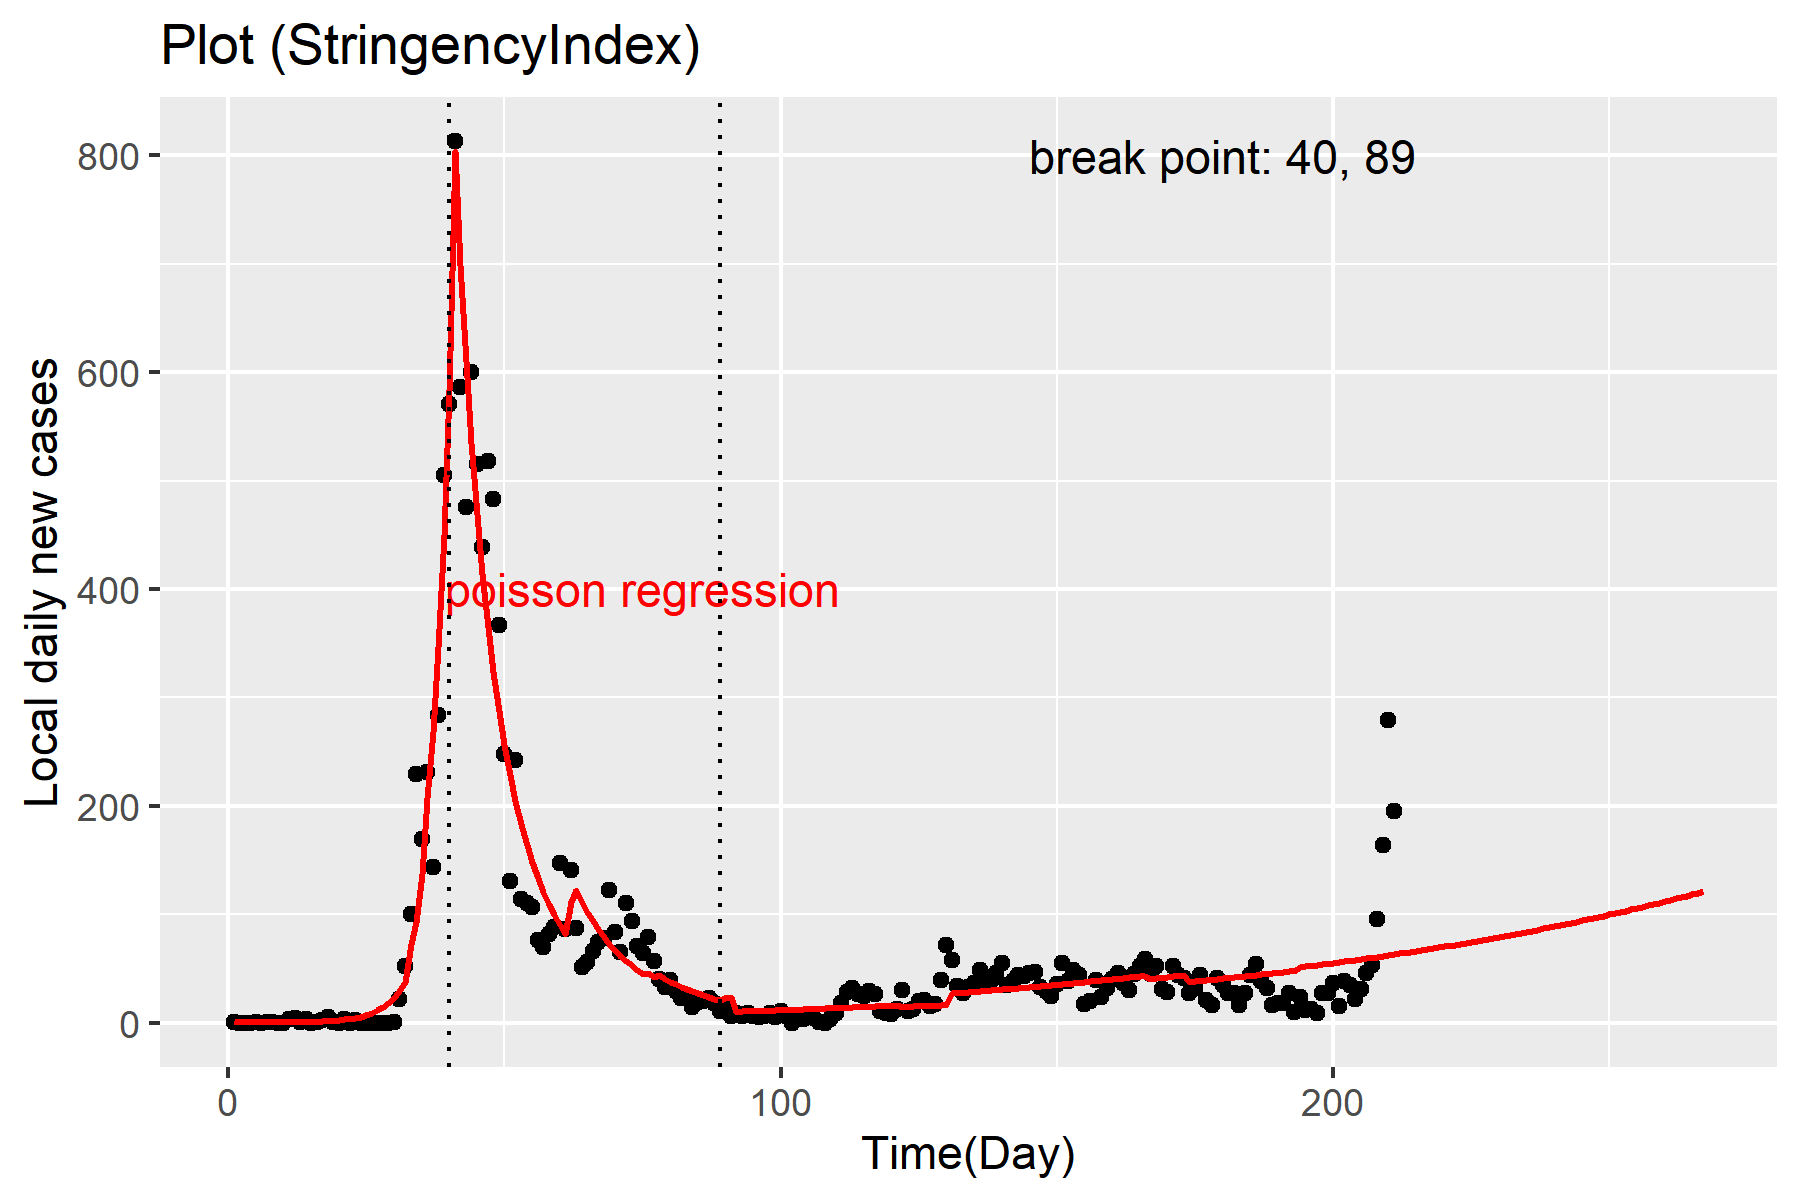 Plot (StringencyIndex)
break point: 40, 89
poisson regression
Local daily new cases
800
600
400
200
0
0
100
200
Time(Day)